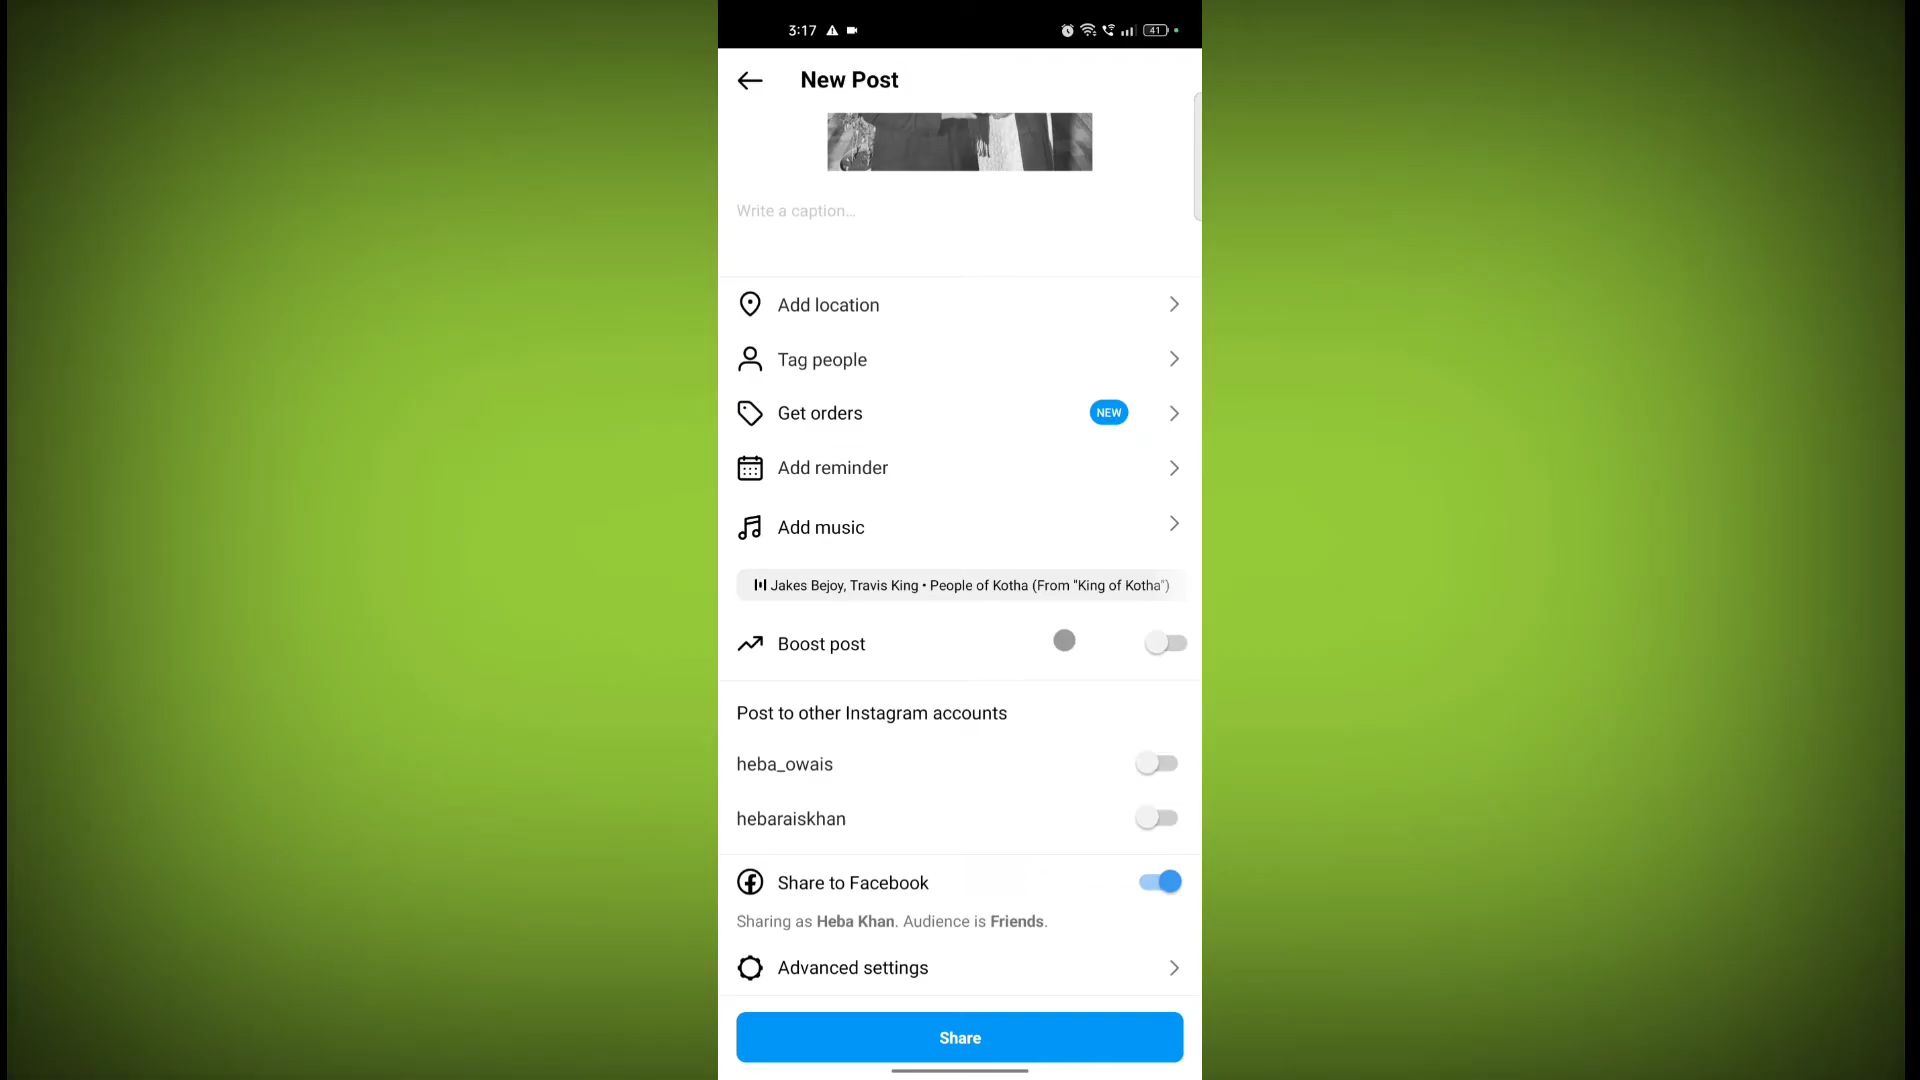 3:17
41
New Post
Write a caption...
Add location
Tag people
Get orders NEW
Add reminder
Add music
Jakes Bejoy, Travis King • People of Kotha (From "King of Kotha")
Boost post
Post to other Instagram accounts
heba_owais
hebaraiskhan
Share to Facebook
Sharing as Heba Khan. Audience is Friends.
Advanced settings
Share